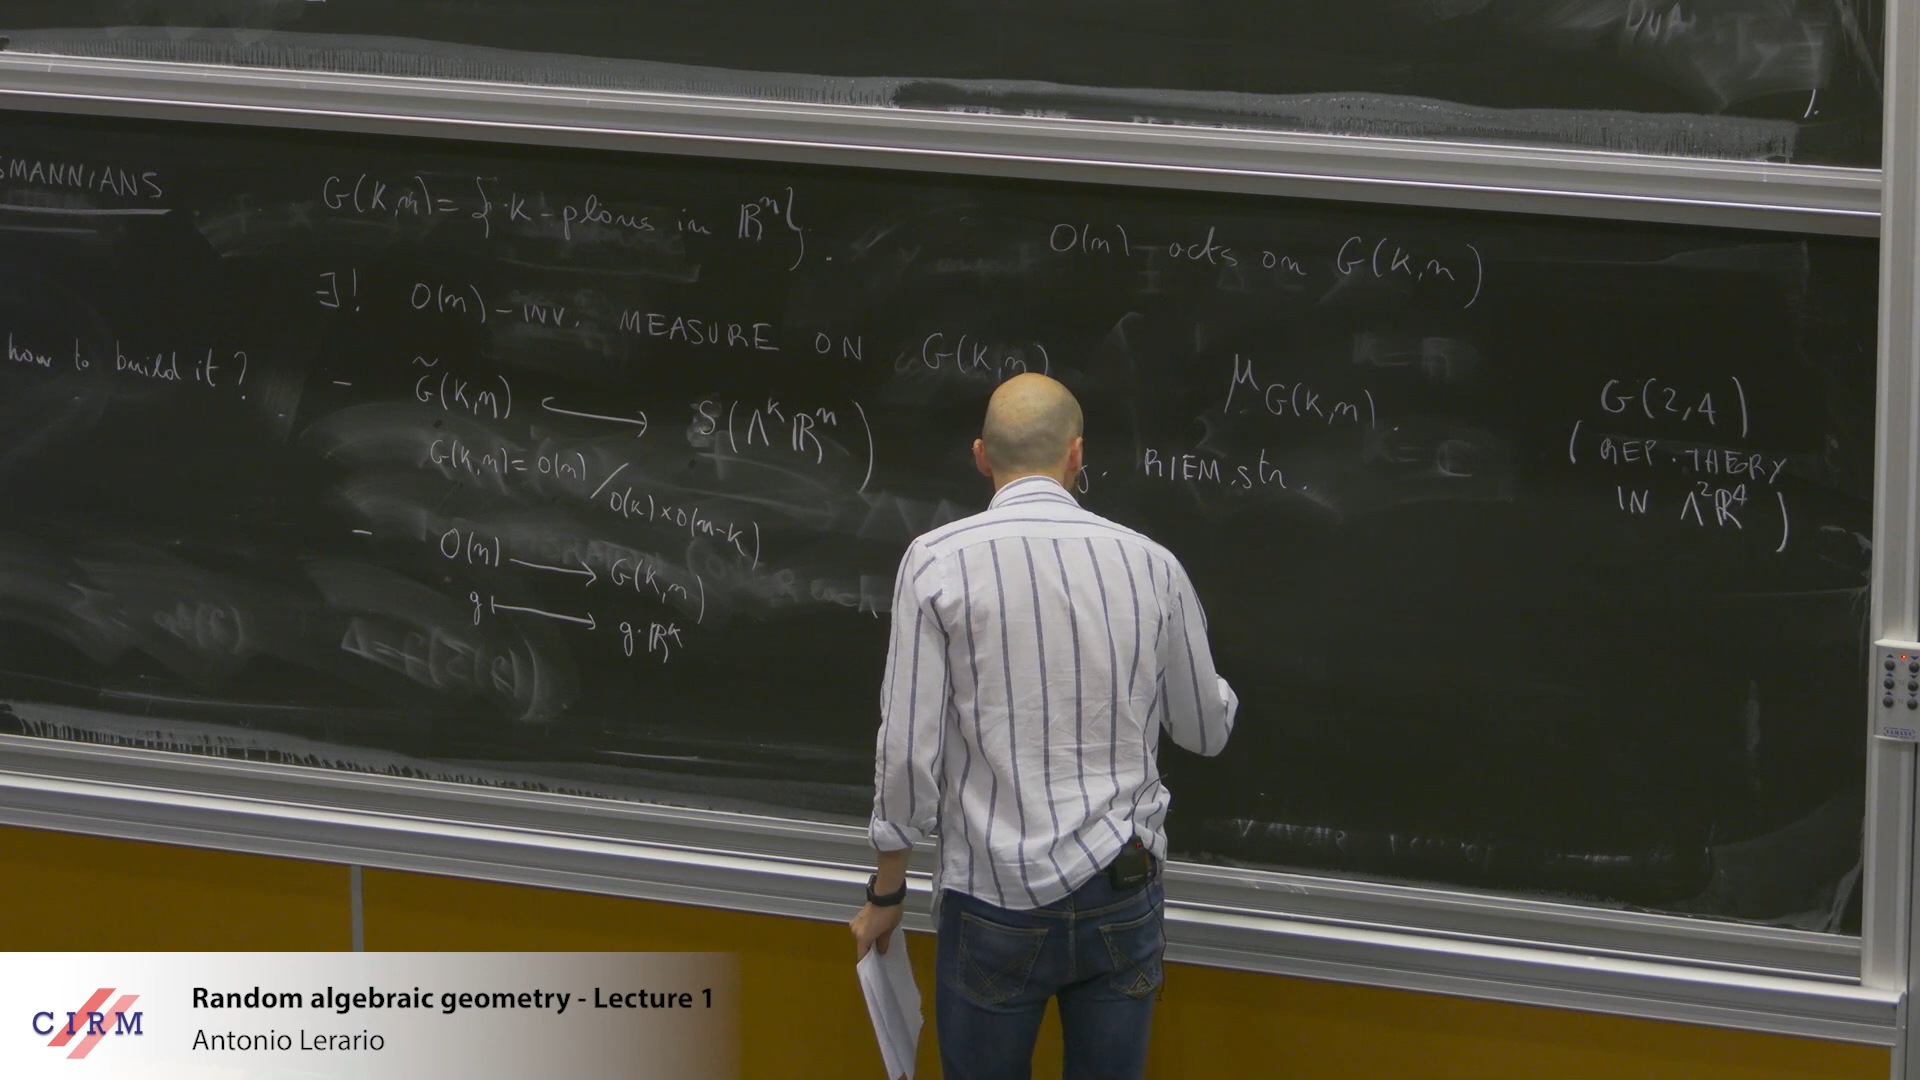 SMANNIANS
G(k,n) = { k-planes in ℝⁿ}.
O(n) acts on G(k,n)
∃! O(n)-INV. MEASURE ON G(k,n)
μ_G(k,n).
how to build it?
- G̃(k,n) ↪ S(Λᵏℝⁿ)
G(k,n) = O(n) / O(k)×O(n-k)
RIEM. str.
- O(n) → G(k,n)
g ↦ g·ℝᵏ
G(2,4)
( REP. THEORY
IN Λ²ℝ⁴ )
CIRM
Random algebraic geometry - Lecture 1
Antonio Lerario